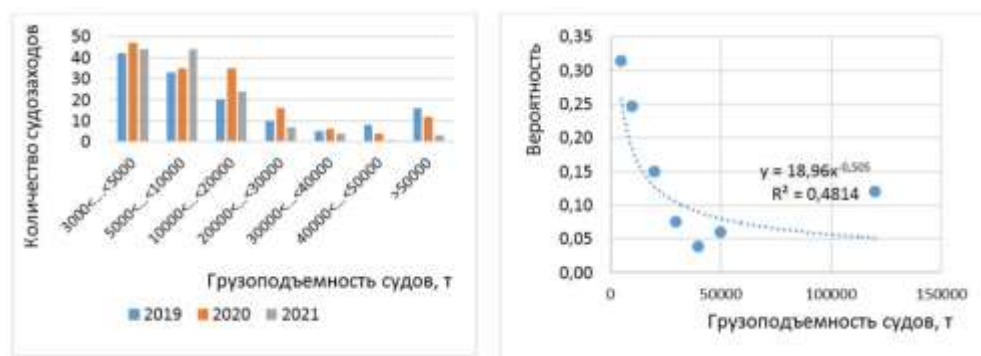 Количество судозаходов
50
40
30
20
10
0
3000<...<5000
5000<...<10000
10000<...<20000
20000<...<30000
30000<...<40000
40000<...<50000
>50000
Грузоподъемность судов, т
2019 2020 2021
Вероятность
0,35
0,30
0,25
0,20
0,15
0,10
0,05
0,00
y = 18,96x^-0,505
R² = 0,4814
0 50000 100000 150000
Грузоподъемность судов, т